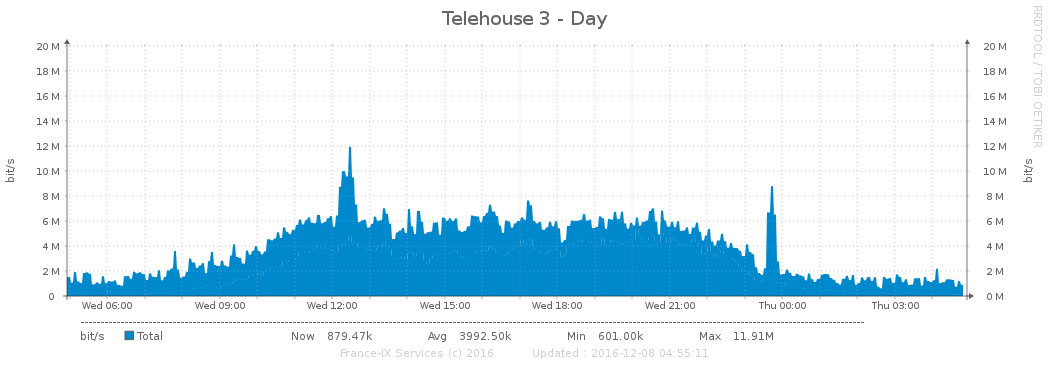 Telehouse 3 - Day
RRDTOOL / TOBI OETIKER
20 M 20 M
18 M 18 M
16 M 16 M
14 M 14 M
12 M 12 M
10 M 10 M
8 M 8 M
6 M 6 M
4 M 4 M
2 M 2 M
0 0 M
bit/s bit/s
Wed 06:00 Wed 09:00 Wed 12:00 Wed 15:00 Wed 18:00 Wed 21:00 Thu 00:00 Thu 03:00
bit/s Total Now 879.47k Avg 3992.50k Min 601.00k Max 11.91M
France-IX Services (c) 2016 Updated : 2016-12-08 04:55:11